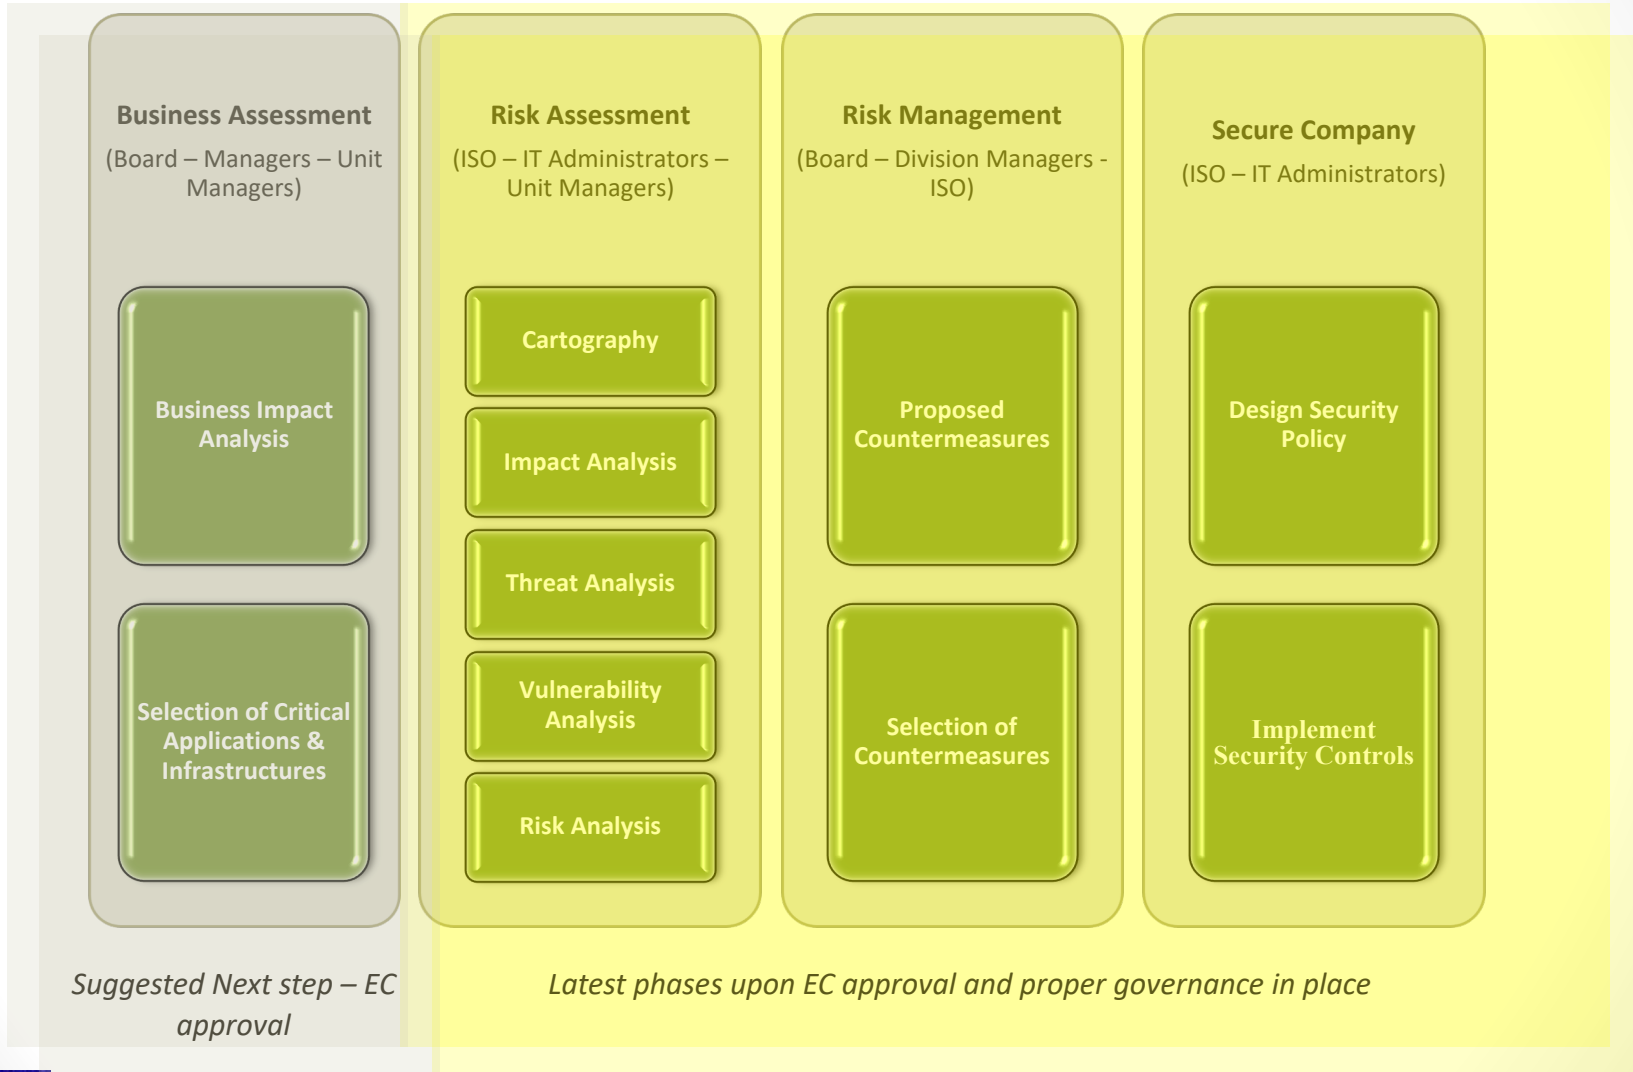 Business Assessment
(Board – Managers – Unit
Managers)
Business Impact
Analysis
Selection of Critical
Applications &
Infrastructures
Risk Assessment
(ISO – IT Administrators –
Unit Managers)
Cartography
Impact Analysis
Threat Analysis
Vulnerability
Analysis
Risk Analysis
Risk Management
(Board – Division Managers -
ISO)
Proposed
Countermeasures
Selection of
Countermeasures
Secure Company
(ISO – IT Administrators)
Design Security
Policy
Implement
Security Controls
Suggested Next step – EC
approval
Latest phases upon EC approval and proper governance in place